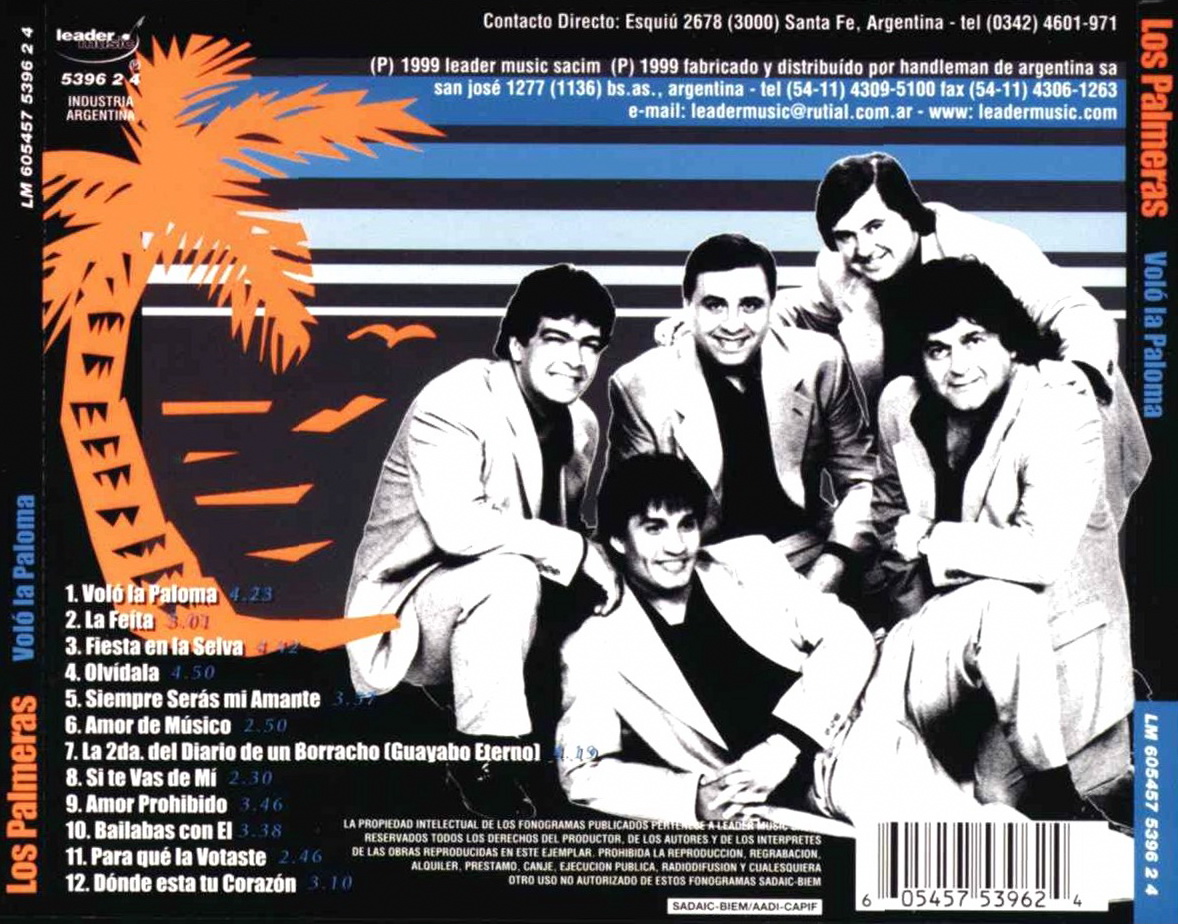 Contacto Directo: Esquiú 2678 (3000) Santa Fe, Argentina - tel (0342) 4601-971
leader
music
(P)
5396 2 4
INDUSTRIA
ARGENTINA
(P) 1999 leader music sacim (P) 1999 fabricado y distribuído por handleman de argentina sa
san josé 1277 (1136) bs.as., argentina - tel (54-11) 4309-5100 fax (54-11) 4306-1263
e-mail: leadermusic@rutial.com.ar - www: leadermusic.com
LM 605457 5396 2 4
Voló la Paloma
Los Palmeras
Los Palmeras
Voló la Paloma
LM 605457 5396 2 4
1. Voló la Paloma 4.23
2. La Feíta 3.01
3. Fiesta en la Selva 4.42
4. Olvídala 4.50
5. Siempre Serás mi Amante 3.57
6. Amor de Músico 2.50
7. La 2da. del Diario de un Borracho (Guayabo Eterno) 4.19
8. Si te Vas de Mí 2.30
9. Amor Prohibido 3.46
10. Bailabas con El 3.38
11. Para qué la Votaste 2.46
12. Dónde esta tu Corazón 3.10
LA PROPIEDAD INTELECTUAL DE LOS FONOGRAMAS PUBLICADOS PERTENESE A LEADER MUSIC
RESERVADOS TODOS LOS DERECHOS DEL PRODUCTOR, DE LOS AUTORES Y DE LOS INTERPRETES
DE LAS OBRAS REPRODUCIDAS EN ESTE EJEMPLAR. PROHIBIDA LA REPRODUCCION, REGRABACION,
ALQUILER, PRESTAMO, CANJE, EJECUCION PUBLICA, RADIODIFUSION Y CUALESQUIERA
OTRO USO NO AUTORIZADO DE ESTOS FONOGRAMAS SADAIC-BIEM
SADAIC-BIEM/AADI-CAPIF
6 05457 53962 4